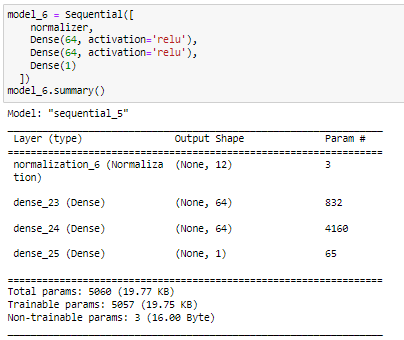 model_6 = Sequential([
normalizer,
Dense(64, activation='relu'),
Dense(64, activation='relu'),
Dense(1)
])
model_6.summary()
Model: "sequential_5"
Layer (type) Output Shape Param #
normalization_6 (Normaliza (None, 12) 3
tion)
dense_23 (Dense) (None, 64) 832
dense_24 (Dense) (None, 64) 4160
dense_25 (Dense) (None, 1) 65
Total params: 5060 (19.77 KB)
Trainable params: 5057 (19.75 KB)
Non-trainable params: 3 (16.00 Byte)